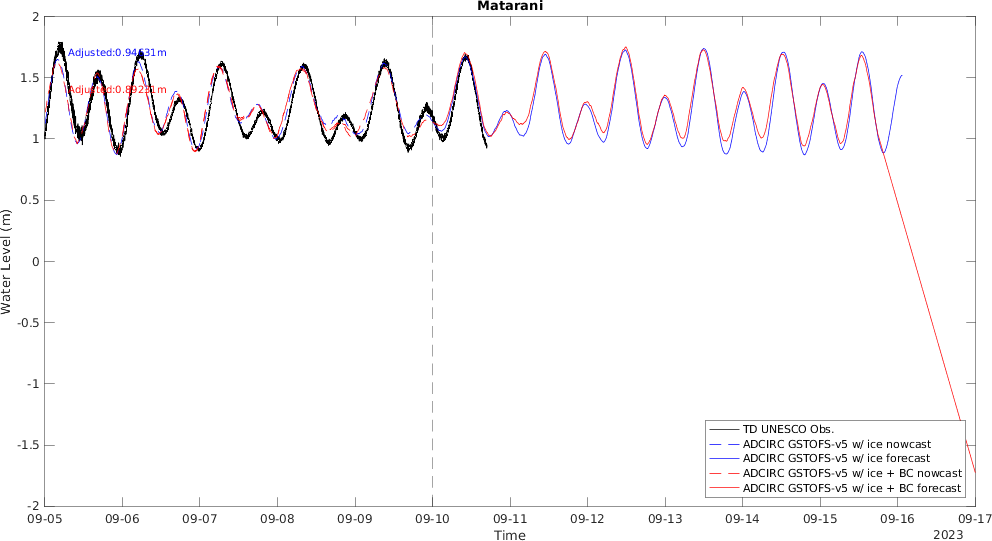 Matarani
2
1.5
1
0.5
0
-0.5
-1
-1.5
-2
Water Level (m)
Adjusted:0.94631m
Adjusted:0.89231m
TD UNESCO Obs.
ADCIRC GSTOFS-v5 w/ ice nowcast
ADCIRC GSTOFS-v5 w/ ice forecast
ADCIRC GSTOFS-v5 w/ ice + BC nowcast
ADCIRC GSTOFS-v5 w/ ice + BC forecast
09-05 09-06 09-07 09-08 09-09 09-10 09-11 09-12 09-13 09-14 09-15 09-16 09-17
Time
2023